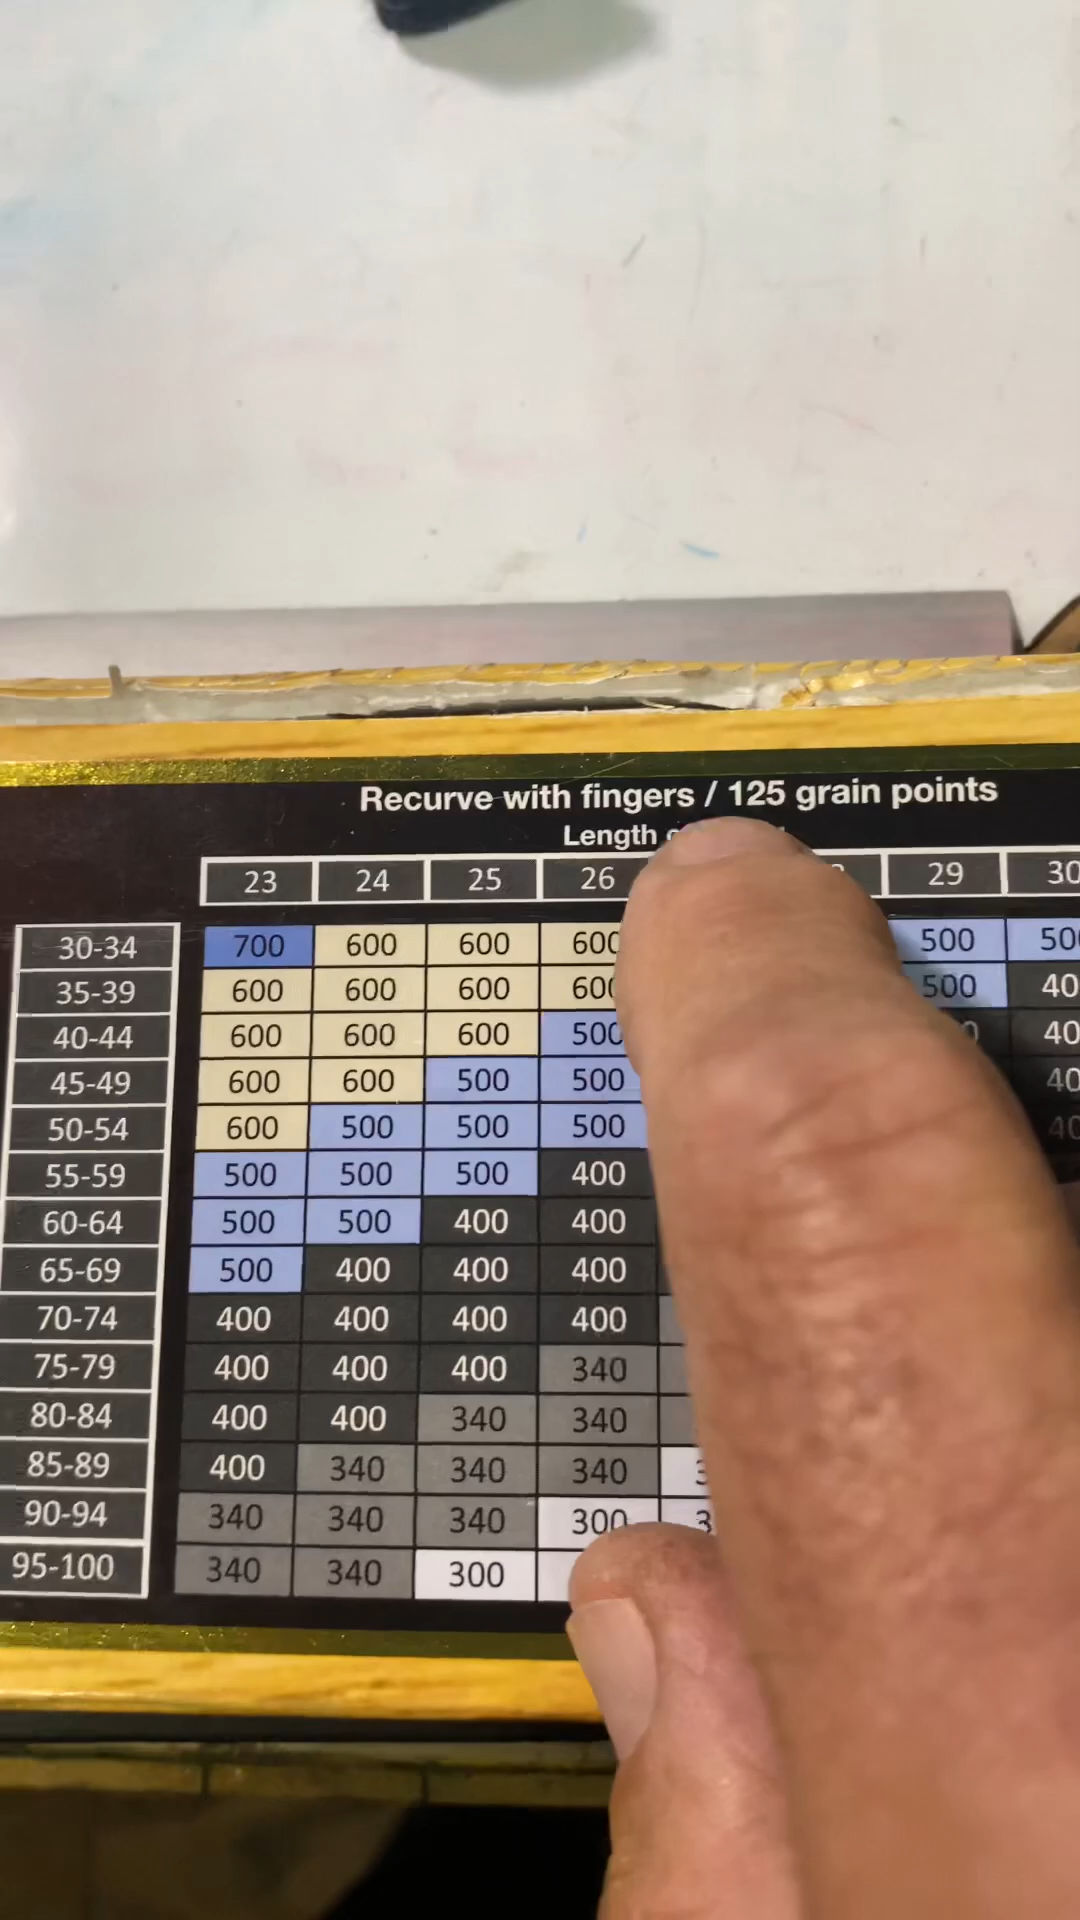 Recurve with fingers / 125 grain points
Length
23 24 25 26 29 30
30-34 700 600 600 600 500
35-39 600 600 600 600 500
40-44 600 600 600 500
45-49 600 600 500 500
50-54 600 500 500 500
55-59 500 500 500 400
60-64 500 500 400 400
65-69 500 400 400 400
70-74 400 400 400 400
75-79 400 400 400 340
80-84 400 400 340 340
85-89 400 340 340 340
90-94 340 340 340 300
95-100 340 340 300